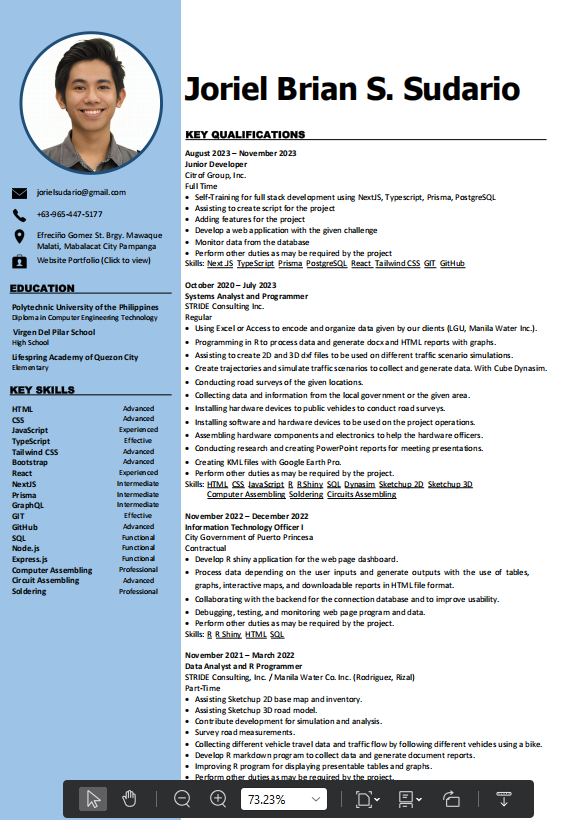 Joriel Brian S. Sudario
jorielsudario@gmail.com
+63-965-447-5177
Efreciño Gomez St. Brgy. Mawaque
Malati, Mabalacat City Pampanga
Website Portfolio (Click to view)
EDUCATION
Polytechnic University of the Philippines
Diploma in Computer Engineering Technology
Virgen Del Pilar School
High School
Lifespring Academy of Quezon City
Elementary
KEY SKILLS
HTML Advanced
CSS Advanced
JavaScript Experienced
TypeScript Effective
Tailwind CSS Advanced
Bootstrap Advanced
React Experienced
NextJS Intermediate
Prisma Intermediate
GraphQL Intermediate
GIT Effective
GitHub Advanced
SQL Functional
Node.js Functional
Express.js Functional
Computer Assembling Professional
Circuit Assembling Advanced
Soldering Professional
KEY QUALIFICATIONS
August 2023 – November 2023
Junior Developer
Citrof Group, Inc.
Full Time
• Self-Training for full stack development using NextJS, Typescript, Prisma, PostgreSQL
• Assisting to create script for the project
• Adding features for the project
• Develop a web application with the given challenge
• Monitor data from the database
• Perform other duties as may be required by the project
Skills: Next.JS TypeScript Prisma PostgreSQL React Tailwind CSS GIT GitHub
October 2020 – July 2023
Systems Analyst and Programmer
STRIDE Consulting Inc.
Regular
• Using Excel or Access to encode and organize data given by our clients (LGU, Manila Water Inc.).
• Programming in R to process data and generate docx and HTML reports with graphs.
• Assisting to create 2D and 3D dxf files to be used on different traffic scenario simulations.
• Create trajectories and simulate traffic scenarios to collect and generate data. With Cube Dynasim.
• Conducting road surveys of the given locations.
• Collecting data and information from the local government or the given area.
• Installing hardware devices to public vehicles to conduct road surveys.
• Installing software and hardware devices to be used on the project operations.
• Assembling hardware components and electronics to help the hardware officers.
• Conducting research and creating PowerPoint reports for meeting presentations.
• Creating KML files with Google Earth Pro.
• Perform other duties as may be required by the project.
Skills: HTML CSS JavaScript R R Shiny SQL Dynasim Sketchup 2D Sketchup 3D
Computer Assembling Soldering Circuits Assembling
November 2022 – December 2022
Information Technology Officer I
City Government of Puerto Princesa
Contractual
• Develop R shiny application for the web page dashboard.
• Process data depending on the user inputs and generate outputs with the use of tables,
graphs, interactive maps, and downloadable reports in HTML file format.
• Collaborating with the backend for the connection database and to improve usability.
• Debugging, testing, and monitoring web page program and data.
• Perform other duties as may be required by the project.
Skills: R R Shiny HTML SQL
November 2021 – March 2022
Data Analyst and R Programmer
STRIDE Consulting, Inc. / Manila Water Co. Inc. (Rodriguez, Rizal)
Part-Time
• Assisting Sketchup 2D base map and inventory.
• Assisting Sketchup 3D road model.
• Contribute development for simulation and analysis.
• Survey road measurements.
• Collecting different vehicle travel data and traffic flow by following different vehicles using a bike.
• Develop R markdown program to collect data and generate document reports.
• Improving R program for displaying presentable tables and graphs.
• Perform other duties as may be required by the project.
73.23%